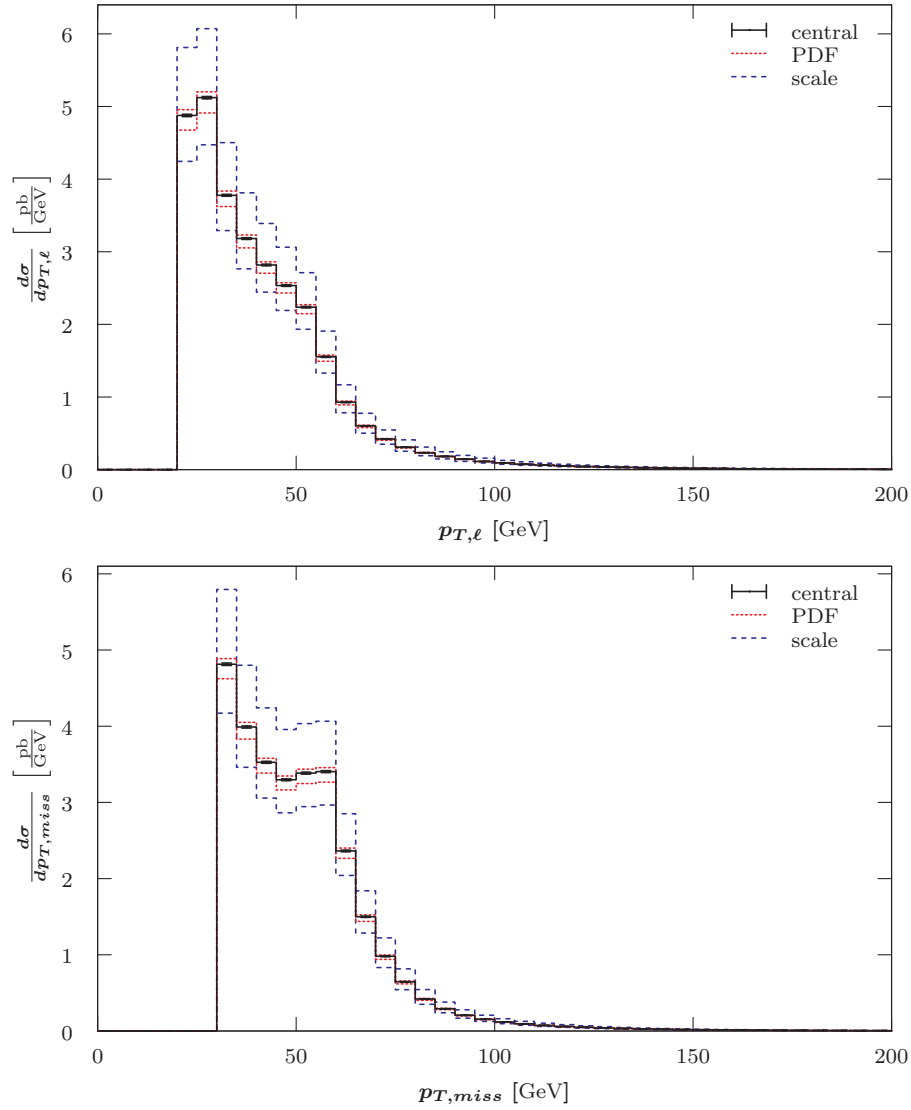 central
PDF
scale
6
5
4
3
2
1
0
dσ/dp_{T,ℓ} [pb/GeV]
0 50 100 150 200
p_{T,ℓ} [GeV]
central
PDF
scale
6
5
4
3
2
1
0
dσ/dp_{T,miss} [pb/GeV]
0 50 100 150 200
p_{T,miss} [GeV]